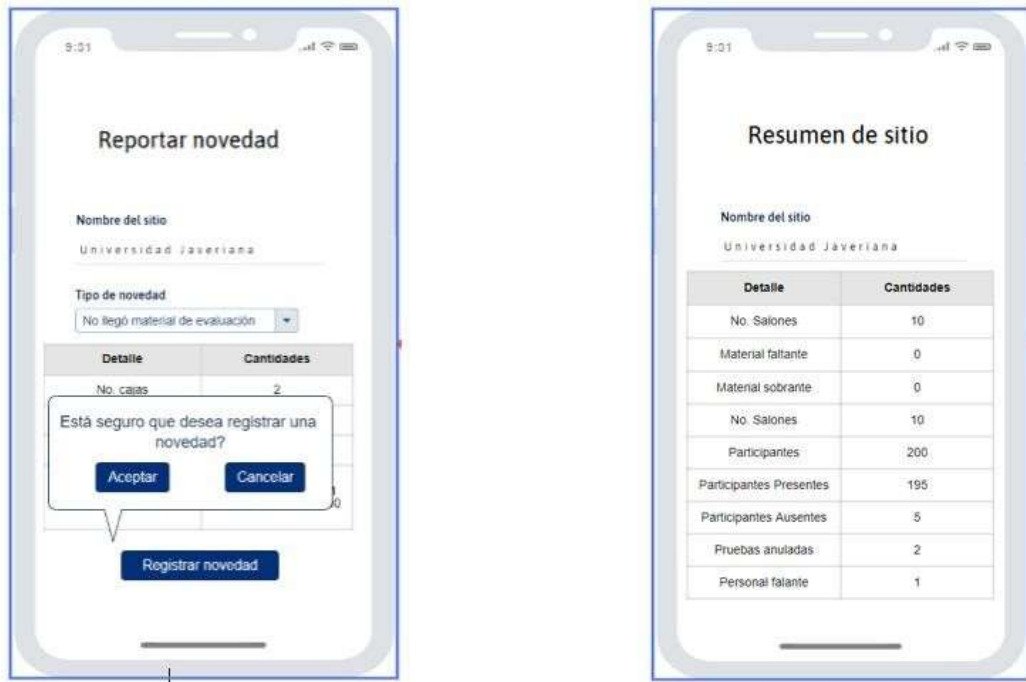 9:01
Reportar novedad
Nombre del sitio
Universidad Javeriana
Tipo de novedad
No llegó material de evaluación
Detalle Cantidades
No. cajas 2
Está seguro que desea registrar una
novedad?
Aceptar Cancelar
Registrar novedad
9:01
Resumen de sitio
Nombre del sitio
Universidad Javeriana
Detalle Cantidades
No. Salones 10
Material faltante 0
Material sobrante 0
No. Salones 10
Participantes 200
Participantes Presentes 195
Participantes Ausentes 5
Pruebas anuladas 2
Personal falante 1